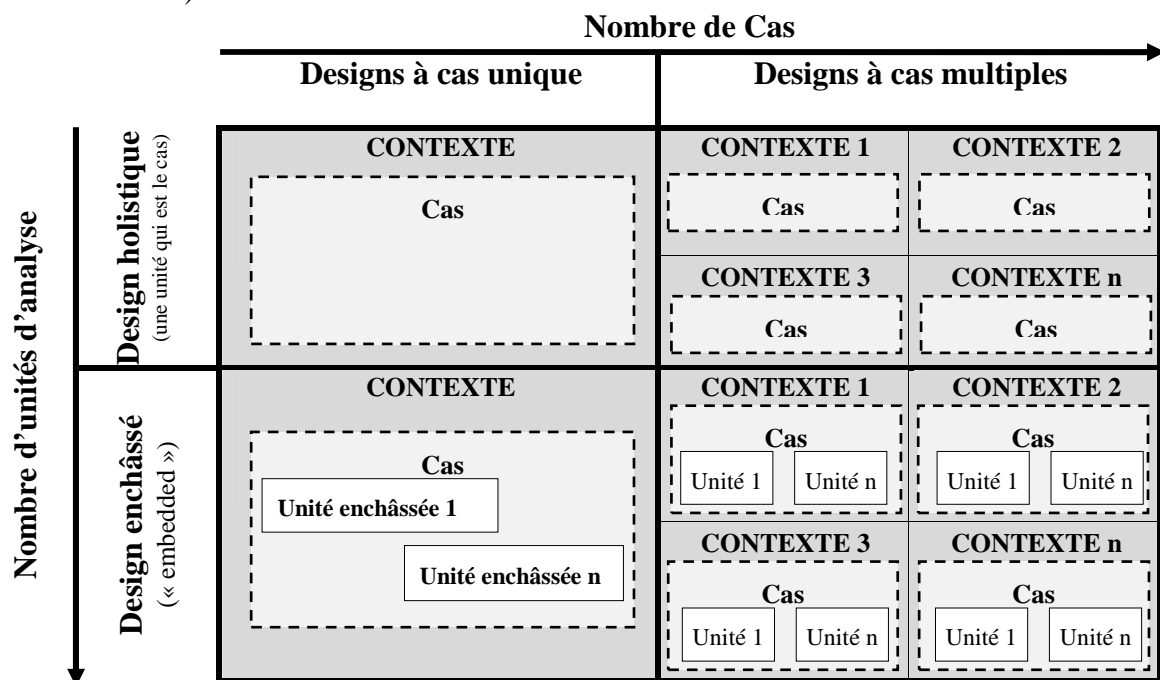 )
Nombre de Cas
Designs à cas unique
Designs à cas multiples
Nombre d'unités d'analyse
Design holistique
(une unité qui est le cas)
CONTEXTE
Cas
CONTEXTE 1
Cas
CONTEXTE 2
Cas
CONTEXTE 3
Cas
CONTEXTE n
Cas
Design enchâssé
(« embedded »)
CONTEXTE
Cas
Unité enchâssée 1
Unité enchâssée n
CONTEXTE 1
Cas
Unité 1
Unité n
CONTEXTE 2
Cas
Unité 1
Unité n
CONTEXTE 3
Cas
Unité 1
Unité n
CONTEXTE n
Cas
Unité 1
Unité n